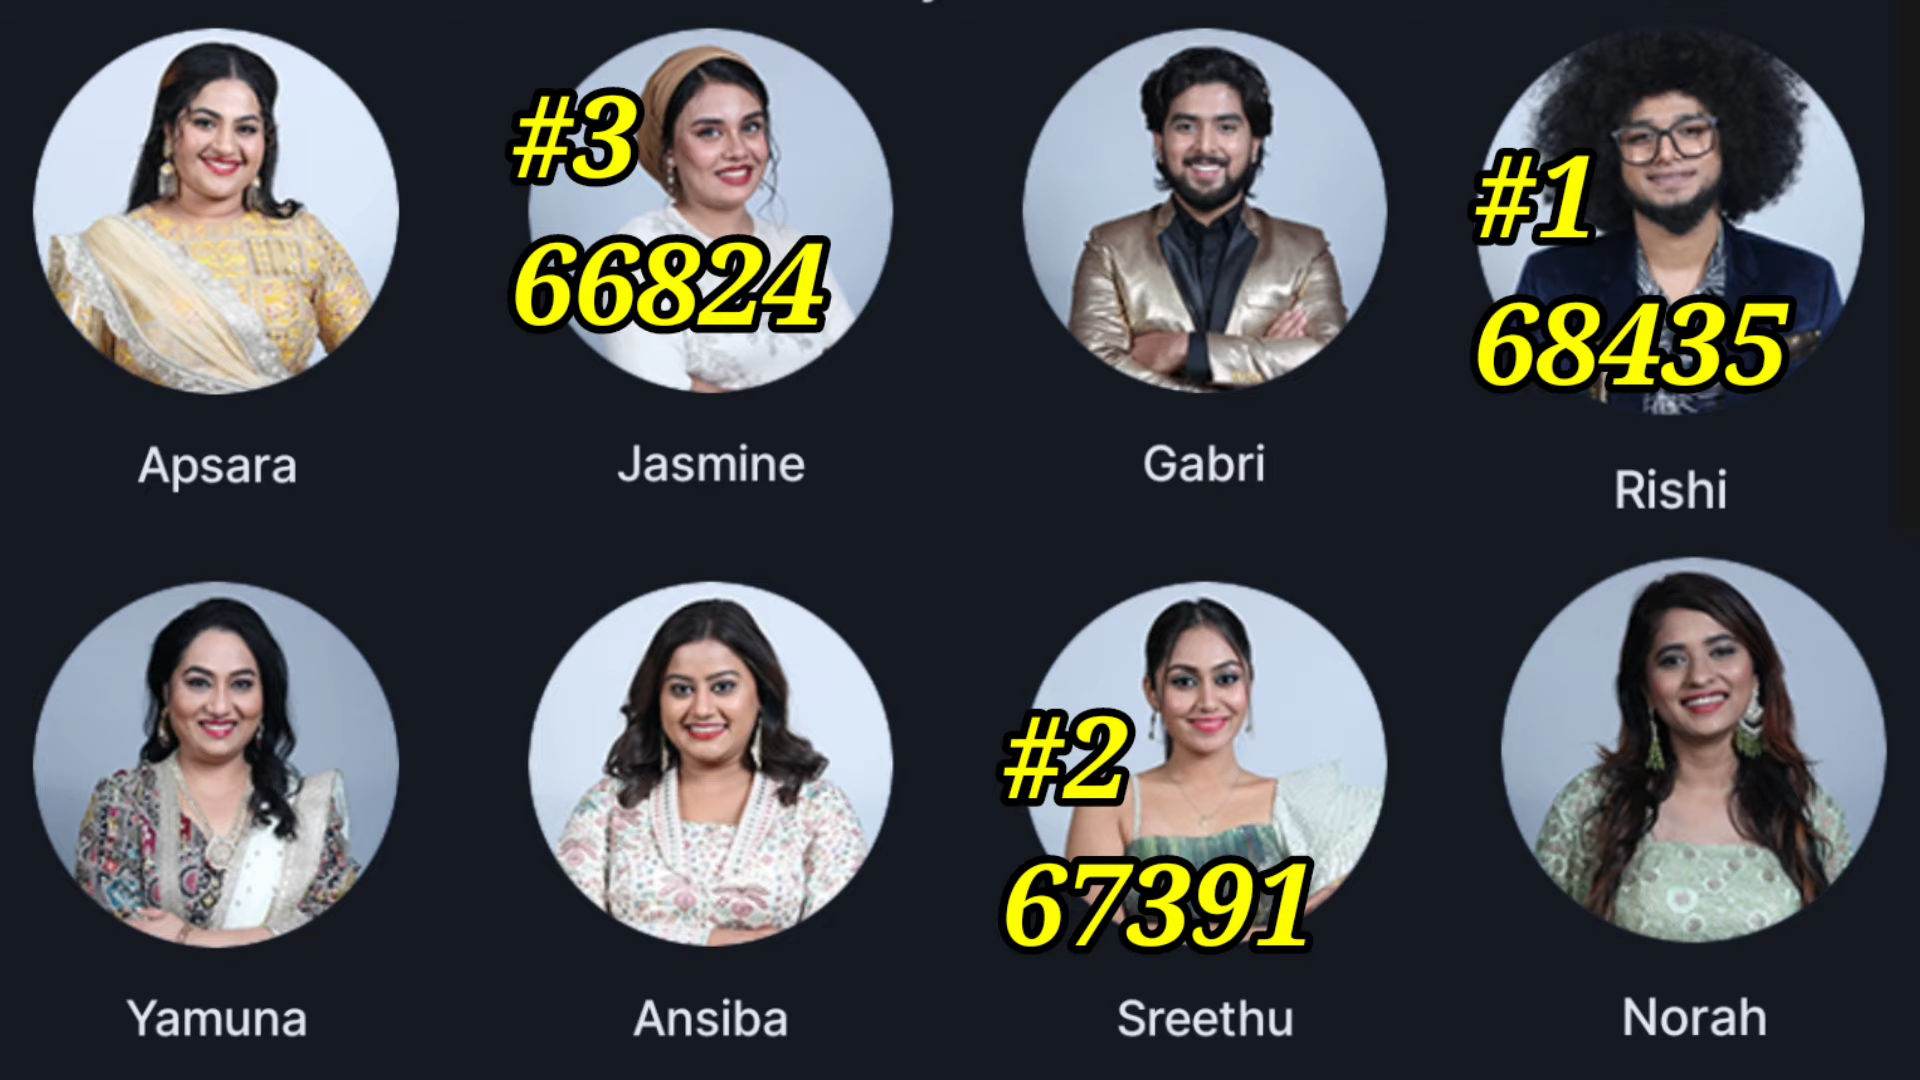 #3
66824
#1
68435
Apsara
Jasmine
Gabri
Rishi
#2
67391
Yamuna
Ansiba
Sreethu
Norah